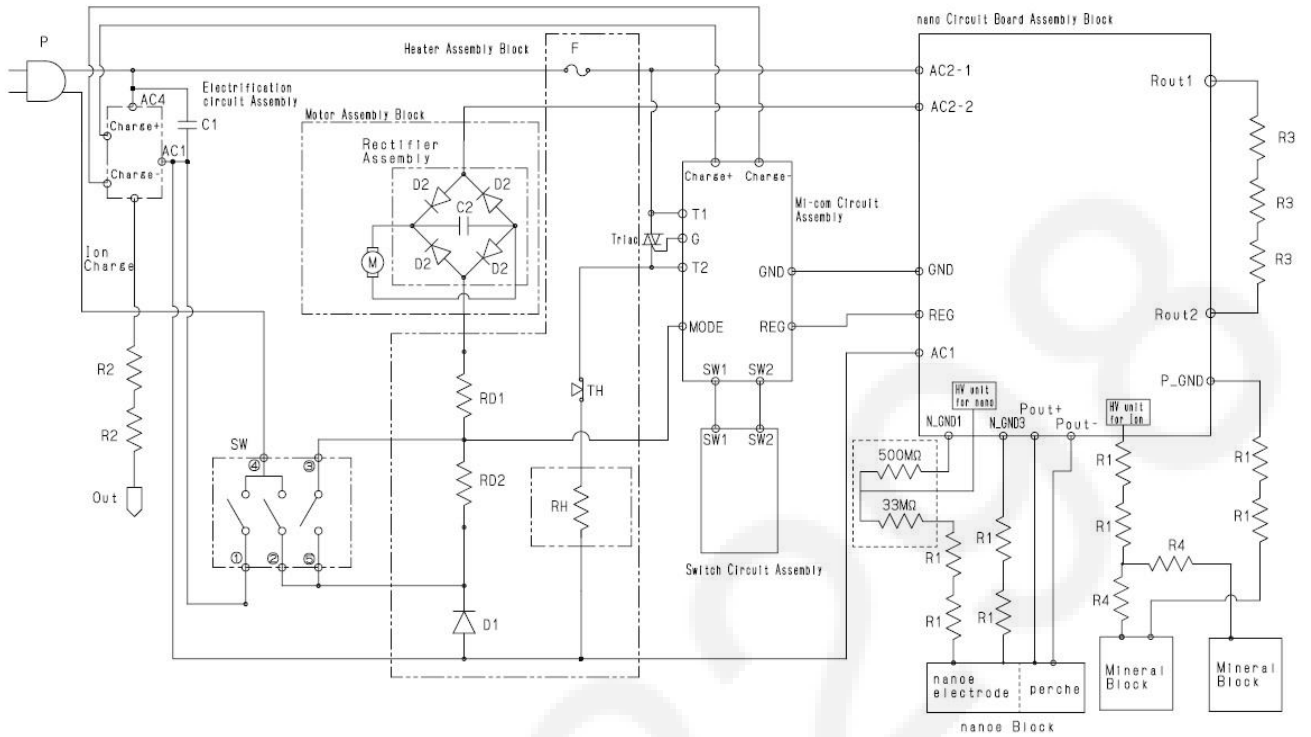 nano Circuit Board Assembly Block
P
Heater Assembly Block
F
AC2-1
Rout1
AC4
Electrification
circuit Assembly
AC2-2
Charge+
C1
Motor Assembly Block
R3
AC1
Rectifier
Assembly
Charge-
Charge+
Charge-
D2
D2
Mi-com Circuit
Assembly
R3
C2
T1
Triac
G
Ion
Charge
M
D2
D2
T2
GND
GND
R3
REG
Rout2
MODE
REG
AC1
R2
SW1
SW2
P_GND
TH
HV unit
for nano
HV unit
for Ion
RD1
N_GND1
N_GND3
Pout+
Pout-
R2
SW
SW1
SW2
④
③
500MΩ
R1
R1
RD2
Out
RH
33MΩ
R1
R1
R1
R1
R4
①
②
⑤
Switch Circuit Assembly
R4
D1
R1
R1
nanoe
electrode
perche
Mineral
Block
Mineral
Block
nanoe Block